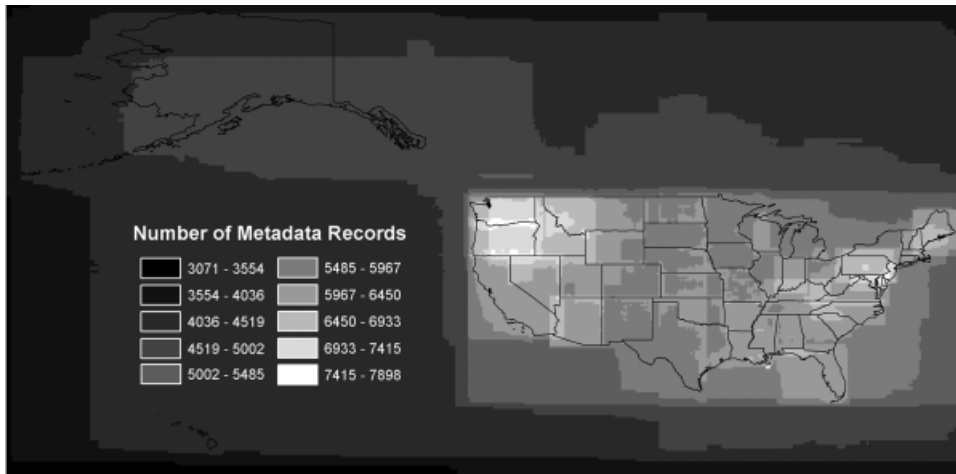 Number of Metadata Records
3071 - 3554
3554 - 4036
4036 - 4519
4519 - 5002
5002 - 5485
5485 - 5967
5967 - 6450
6450 - 6933
6933 - 7415
7415 - 7898